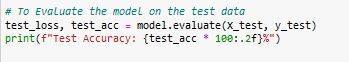 # To Evaluate the model on the test data
test_loss, test_acc = model.evaluate(X_test, y_test)
print(f"Test Accuracy: {test_acc * 100:.2f}%")